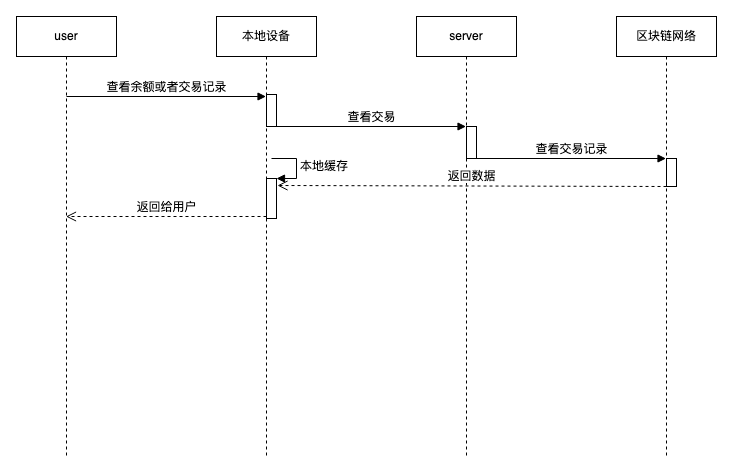 user
本地设备
server
区块链网络
查看余额或者交易记录
查看交易
查看交易记录
本地缓存
返回数据
返回给用户